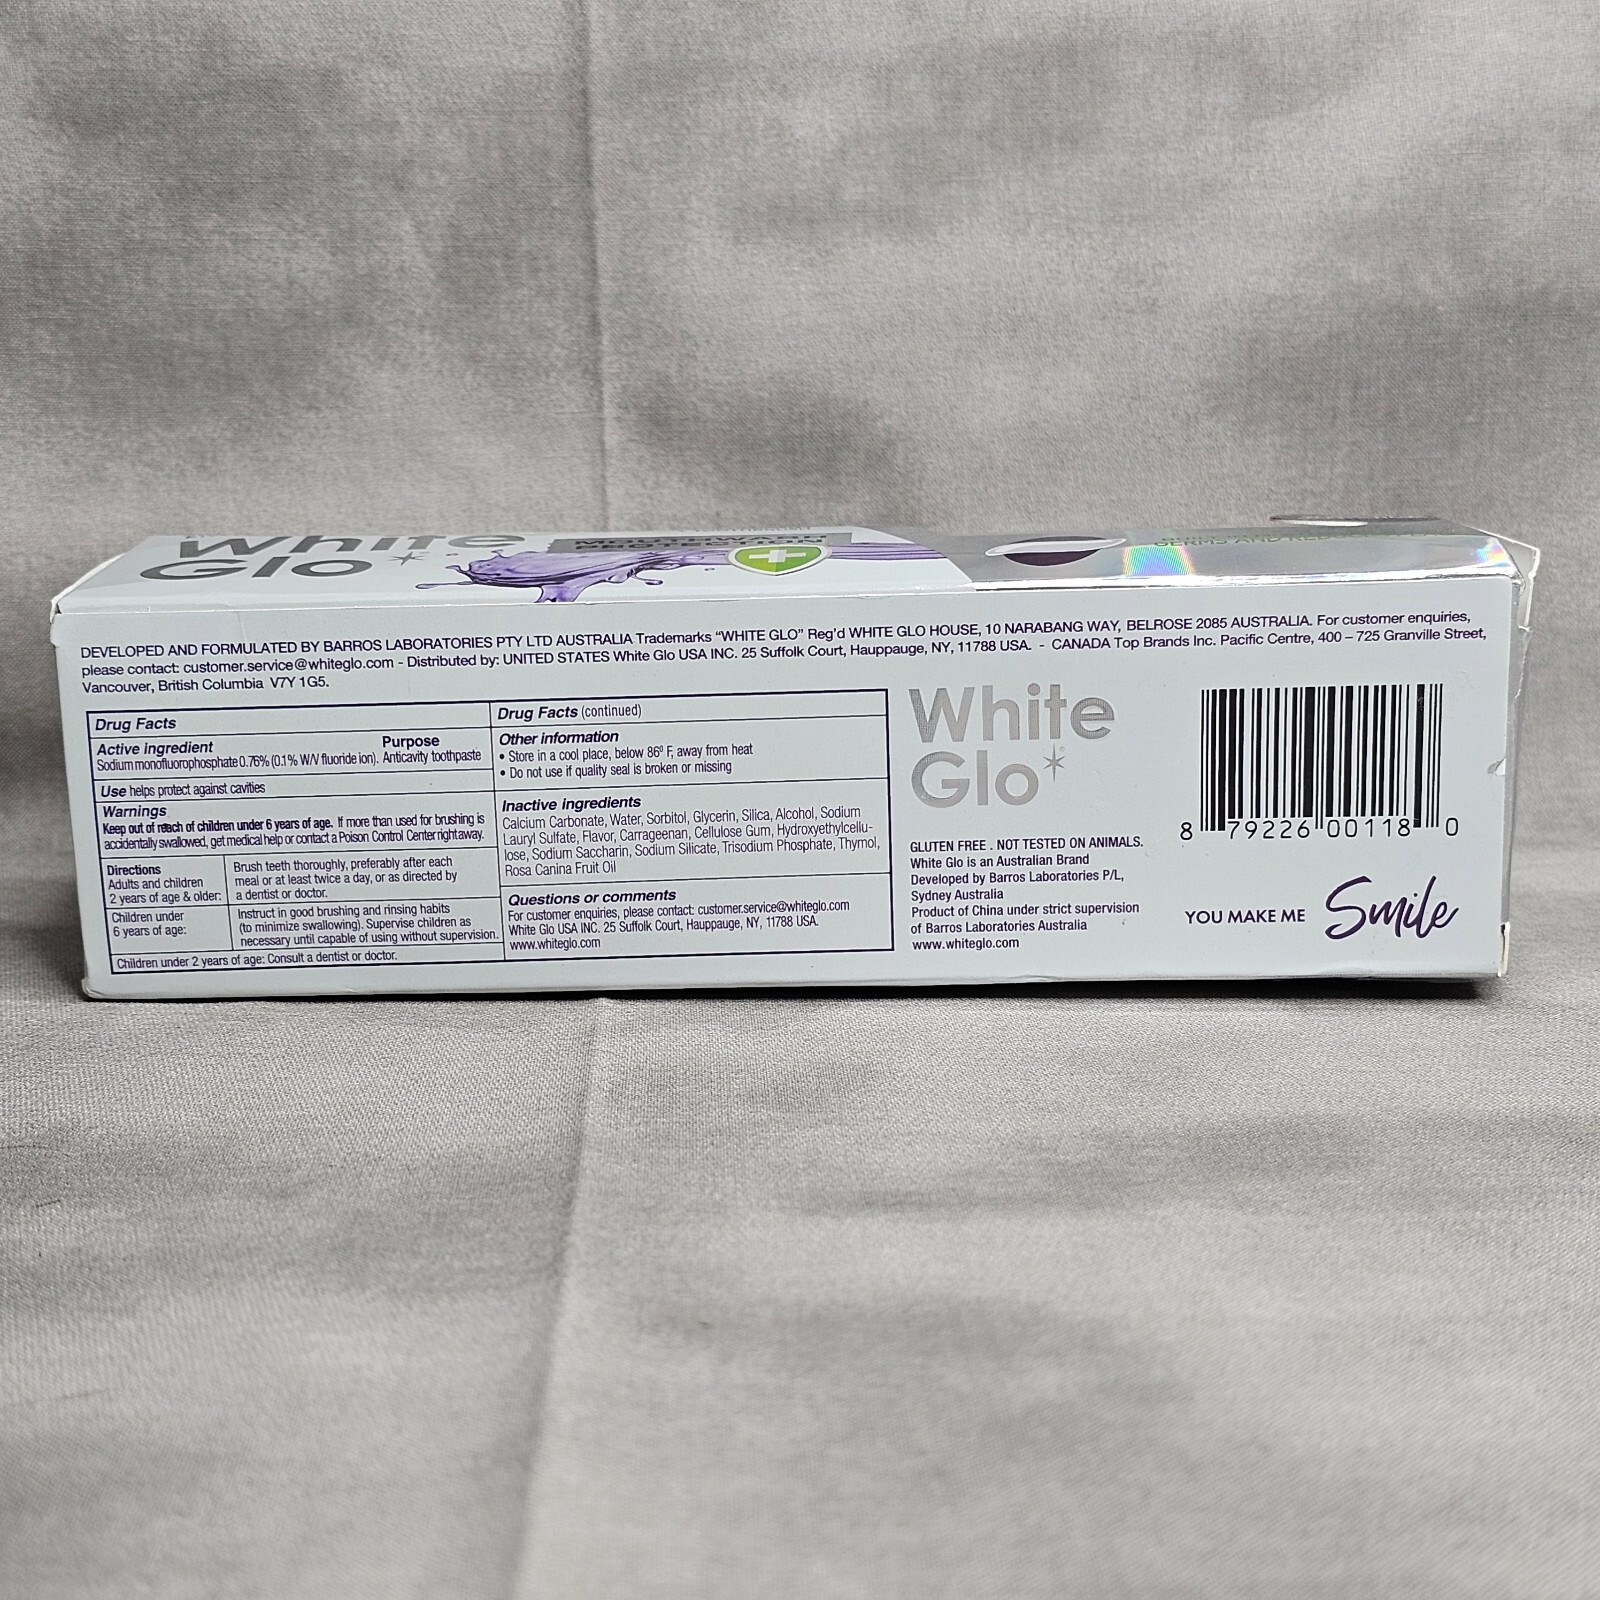 White
Glo
MOUTHWASH
PROTECTION
GERMS AND
DEVELOPED AND FORMULATED BY BARROS LABORATORIES PTY LTD AUSTRALIA Trademarks "WHITE GLO" Reg'd WHITE GLO HOUSE, 10 NARABANG WAY, BELROSE 2085 AUSTRALIA. For customer enquiries,
please contact: customer.service@whiteglo.com - Distributed by: UNITED STATES White Glo USA INC. 25 Suffolk Court, Hauppauge, NY, 11788 USA. - CANADA Top Brands Inc. Pacific Centre, 400 – 725 Granville Street,
Vancouver, British Columbia V7Y 1G5.
Drug Facts
Active ingredient Purpose
Sodium monofluorophosphate 0.76% (0.1% W/V fluoride ion). Anticavity toothpaste
Use helps protect against cavities
Warnings
Keep out of reach of children under 6 years of age. If more than used for brushing is
accidentally swallowed, get medical help or contact a Poison Control Center right away.
Directions
Adults and children
2 years of age & older:
Brush teeth thoroughly, preferably after each
meal or at least twice a day, or as directed by
a dentist or doctor.
Children under
6 years of age:
Instruct in good brushing and rinsing habits
(to minimize swallowing). Supervise children as
necessary until capable of using without supervision.
Children under 2 years of age: Consult a dentist or doctor.
Drug Facts (continued)
Other information
• Store in a cool place, below 86º F, away from heat
• Do not use if quality seal is broken or missing
Inactive ingredients
Calcium Carbonate, Water, Sorbitol, Glycerin, Silica, Alcohol, Sodium
Lauryl Sulfate, Flavor, Carrageenan, Cellulose Gum, Hydroxyethylcellu-
lose, Sodium Saccharin, Sodium Silicate, Trisodium Phosphate, Thymol,
Rosa Canina Fruit Oil
Questions or comments
For customer enquiries, please contact: customer.service@whiteglo.com
White Glo USA INC. 25 Suffolk Court, Hauppauge, NY, 11788 USA.
www.whiteglo.com
White
Glo
GLUTEN FREE . NOT TESTED ON ANIMALS.
White Glo is an Australian Brand
Developed by Barros Laboratories P/L,
Sydney Australia
Product of China under strict supervision
of Barros Laboratories Australia
www.whiteglo.com
8 79226 00118 0
YOU MAKE ME Smile